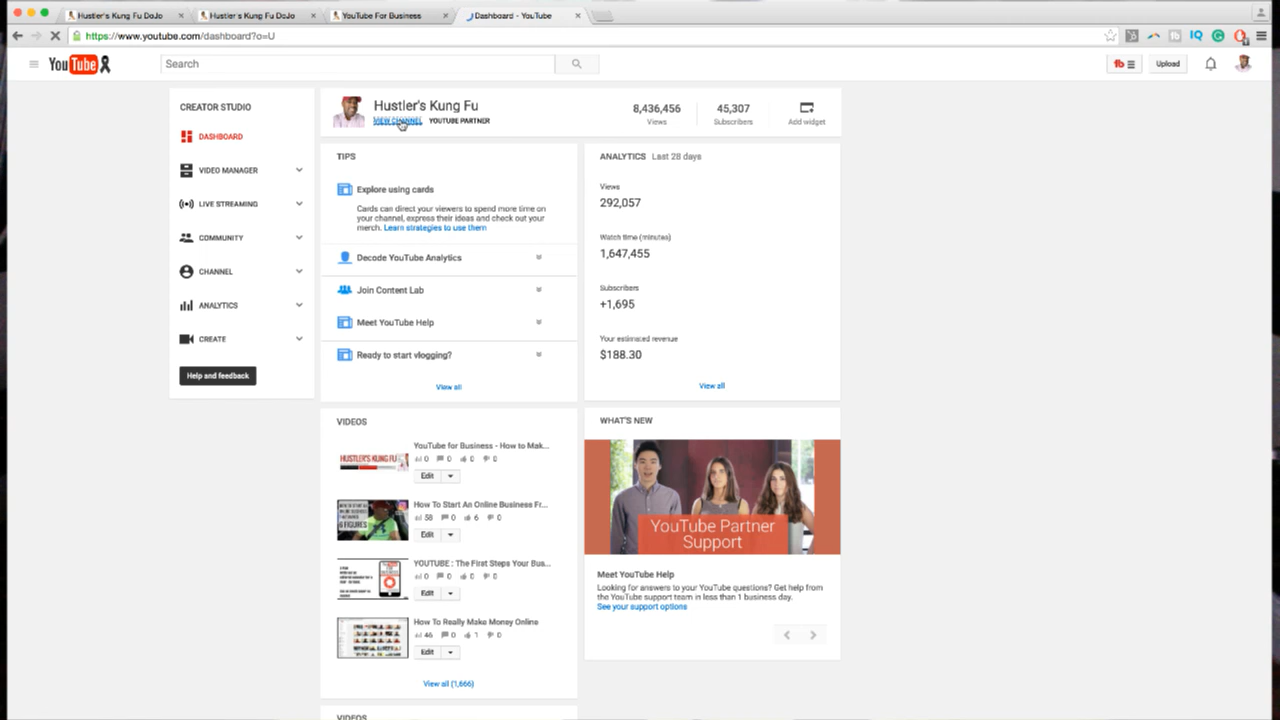 Hustler's Kung Fu DoJo
Hustler's Kung Fu DoJo
YouTube For Business
Dashboard - YouTube
https://www.youtube.com/dashboard?o=U
YouTube
Search
Upload
CREATOR STUDIO
DASHBOARD
VIDEO MANAGER
LIVE STREAMING
COMMUNITY
CHANNEL
ANALYTICS
CREATE
Help and feedback
Hustler's Kung Fu
VIEW CHANNEL YOUTUBE PARTNER
8,436,456
Views
45,307
Subscribers
Add widget
TIPS
Explore using cards
Cards can direct your viewers to spend more time on
your channel, express their ideas and check out your
merch. Learn strategies to use them
Decode YouTube Analytics
Join Content Lab
Meet YouTube Help
Ready to start vlogging?
View all
ANALYTICS Last 28 days
Views
292,057
Watch time (minutes)
1,647,455
Subscribers
+1,695
Your estimated revenue
$188.30
View all
VIDEOS
HUSTLER'S KUNG FU
YouTube for Business - How to Mak...
0 0 0 0
Edit
How To Start An Online Business Fr...
58 0 6 0
Edit
YOUTUBE : The First Steps Your Bus...
0 0 0 0
Edit
How To Really Make Money Online
46 0 1 0
Edit
View all (1,666)
WHAT'S NEW
YouTube Partner
Support
Meet YouTube Help
Looking for answers to your YouTube questions? Get help from
the YouTube support team in less than 1 business day.
See your support options
VIDEOS